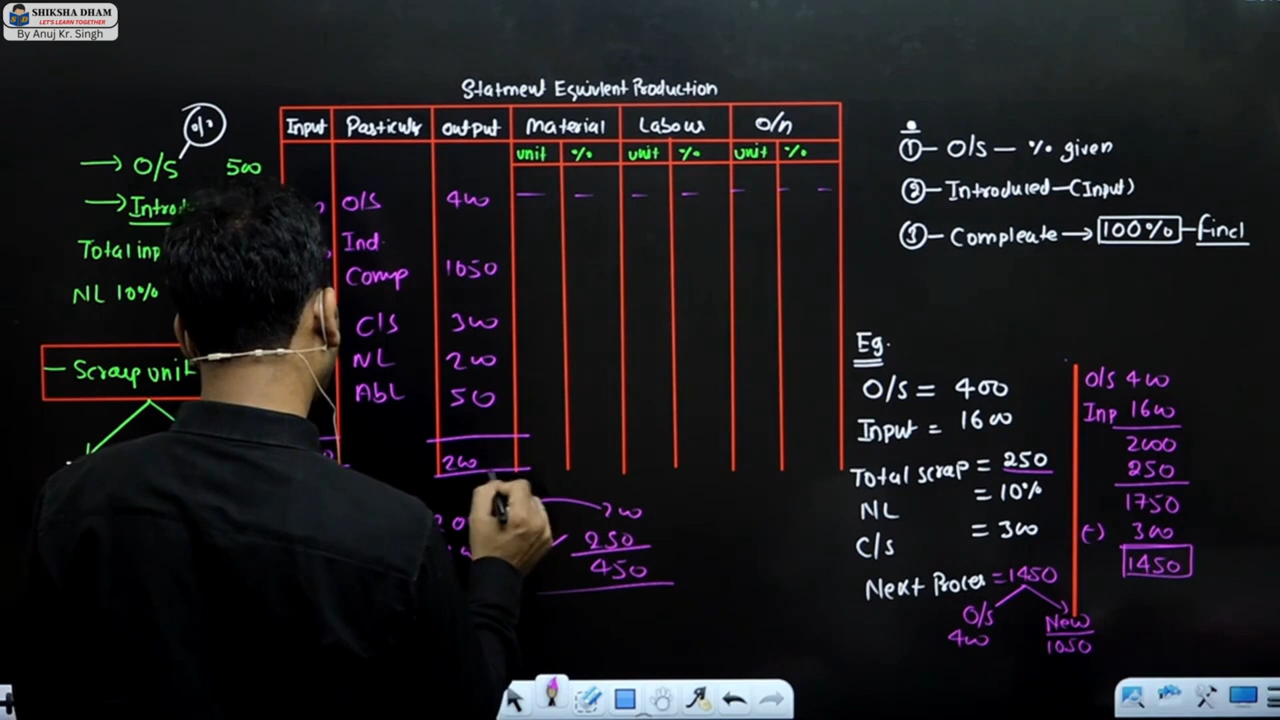 SHIKSHA DHAM
LET'S LEARN TOGETHER
By Anuj Kr. Singh
Statment Equivlent Production
Input Particulr output Material Labour O/H
unit % unit % unit %
O/S 400 — — — — — —
Ind.
Comp 1050
C/S 300
NL 200
AbL 50
200
200
250
450
O/S 500
Total inp
NL 10%
— Scrap unit
① — O/S — % given
② — Introduced — (Input)
③ — Compleate → 100% — fincl
Eg.
O/S = 400
Input = 1600
Total scrap = 250
NL = 10%
C/S = 300
Next Proces = 1450
O/S New
400 1050
O/S 400
Inp 1600
2000
250
1750
(-) 300
1450